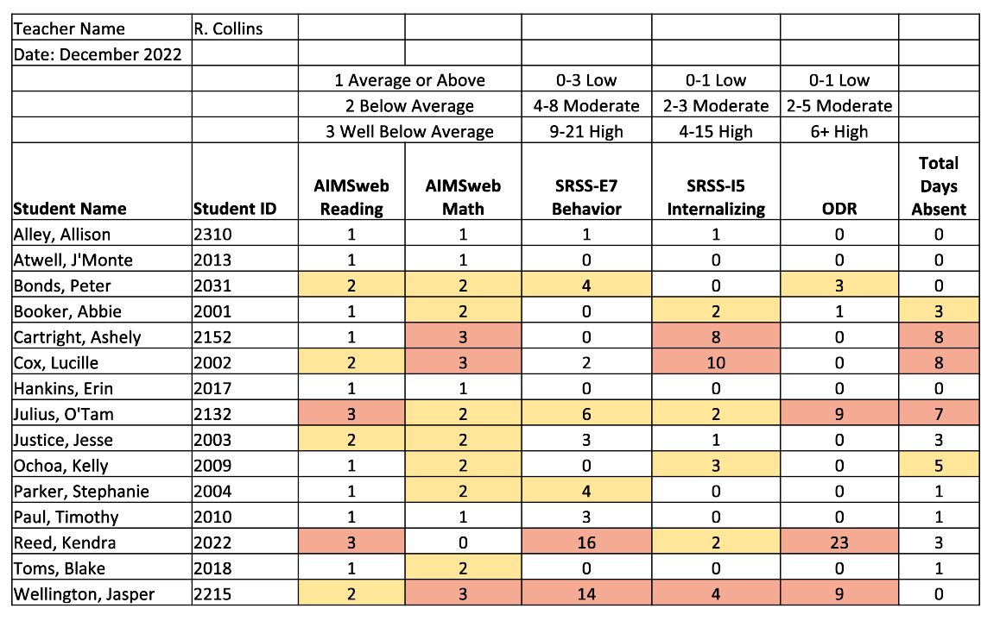 Teacher Name R. Collins
Date: December 2022
1 Average or Above 0-3 Low 0-1 Low 0-1 Low
2 Below Average 4-8 Moderate 2-3 Moderate 2-5 Moderate
3 Well Below Average 9-21 High 4-15 High 6+ High
Student Name Student ID AIMSweb Reading AIMSweb Math SRSS-E7 Behavior SRSS-I5 Internalizing ODR Total Days Absent
Alley, Allison 2310 1 1 1 1 0 0
Atwell, J'Monte 2013 1 1 0 0 0 0
Bonds, Peter 2031 2 2 4 0 3 0
Booker, Abbie 2001 1 2 0 2 1 3
Cartright, Ashely 2152 1 3 0 8 0 8
Cox, Lucille 2002 2 3 2 10 0 8
Hankins, Erin 2017 1 1 0 0 0 0
Julius, O'Tam 2132 3 2 6 2 9 7
Justice, Jesse 2003 2 2 3 1 0 3
Ochoa, Kelly 2009 1 2 0 3 0 5
Parker, Stephanie 2004 1 2 4 0 0 1
Paul, Timothy 2010 1 1 3 0 0 1
Reed, Kendra 2022 3 0 16 2 23 3
Toms, Blake 2018 1 2 0 0 0 1
Wellington, Jasper 2215 2 3 14 4 9 0